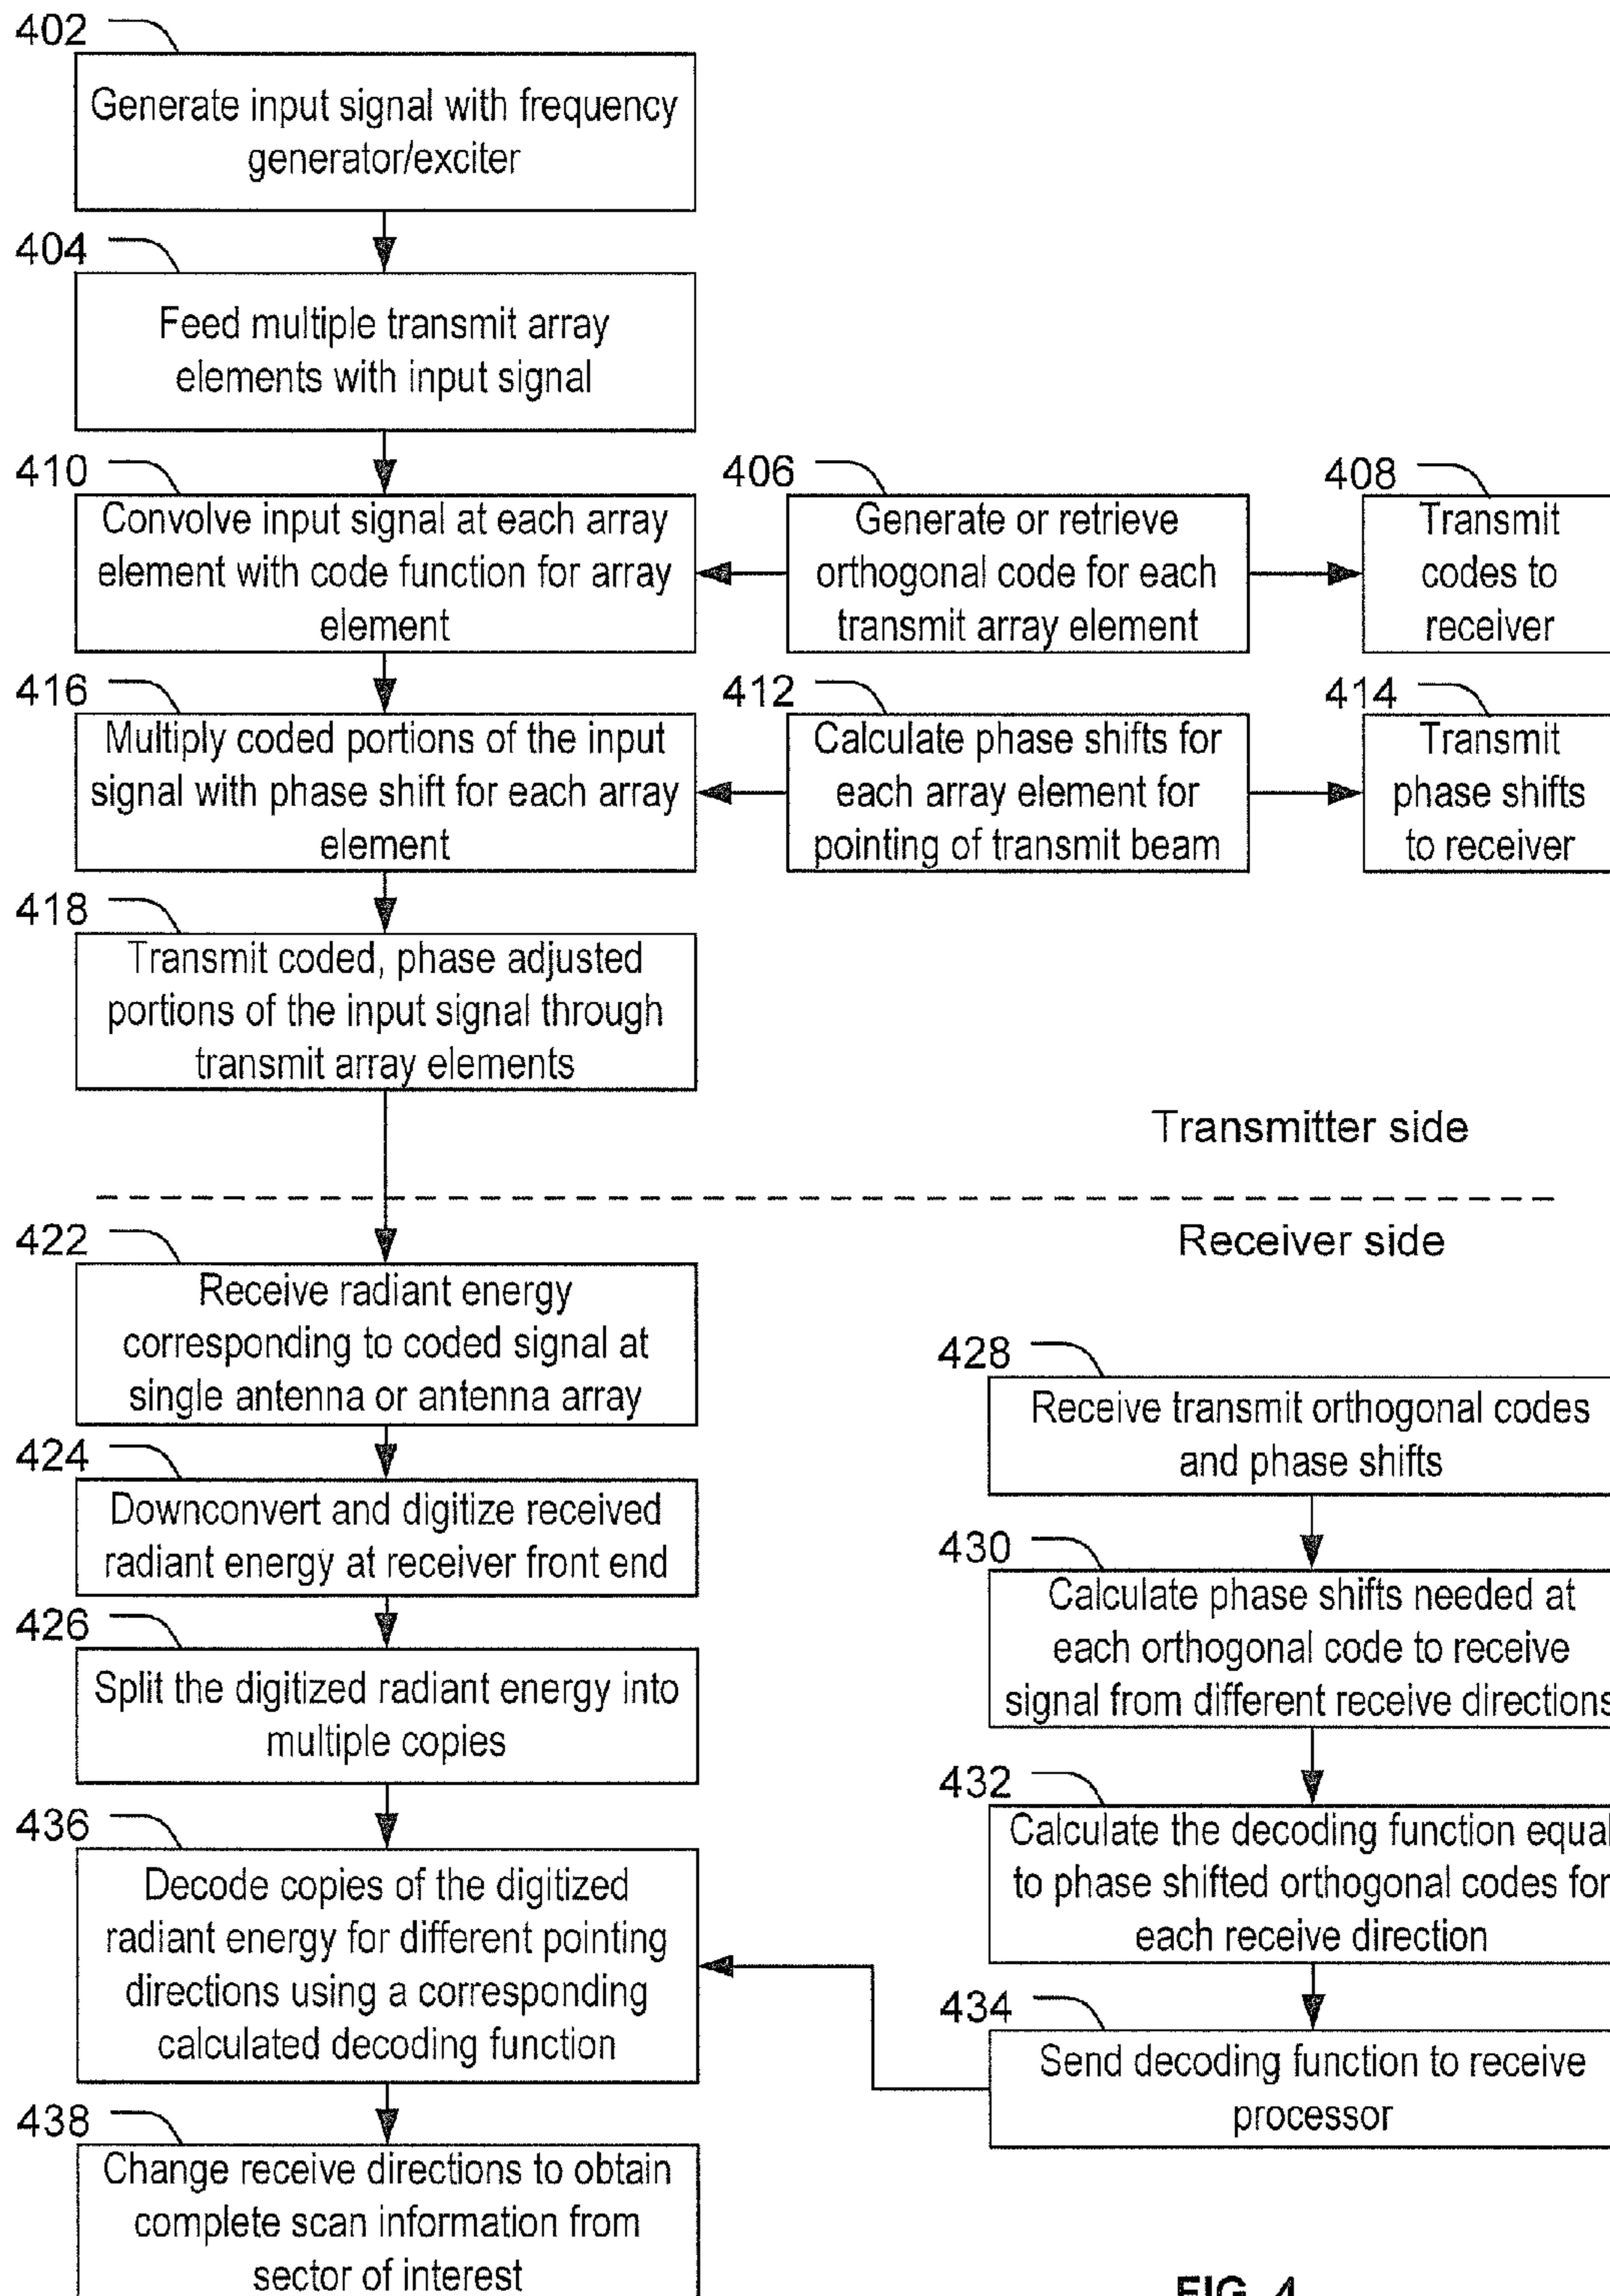 402
Generate input signal with frequency
generator/exciter
404
Feed multiple transmit array
elements with input signal
410
Convolve input signal at each array
element with code function for array
element
406
Generate or retrieve
orthogonal code for each
transmit array element
408
Transmit
codes to
receiver
416
Multiply coded portions of the input
signal with phase shift for each array
element
412
Calculate phase shifts for
each array element for
pointing of transmit beam
414
Transmit
phase shifts
to receiver
418
Transmit coded, phase adjusted
portions of the input signal through
transmit array elements
Transmitter side
Receiver side
422
Receive radiant energy
corresponding to coded signal at
single antenna or antenna array
424
Downconvert and digitize received
radiant energy at receiver front end
426
Split the digitized radiant energy into
multiple copies
428
Receive transmit orthogonal codes
and phase shifts
430
Calculate phase shifts needed at
each orthogonal code to receive
signal from different receive directions
432
Calculate the decoding function equal
to phase shifted orthogonal codes for
each receive direction
434
Send decoding function to receive
processor
436
Decode copies of the digitized
radiant energy for different pointing
directions using a corresponding
calculated decoding function
438
Change receive directions to obtain
complete scan information from
sector of interest
FIG. 4